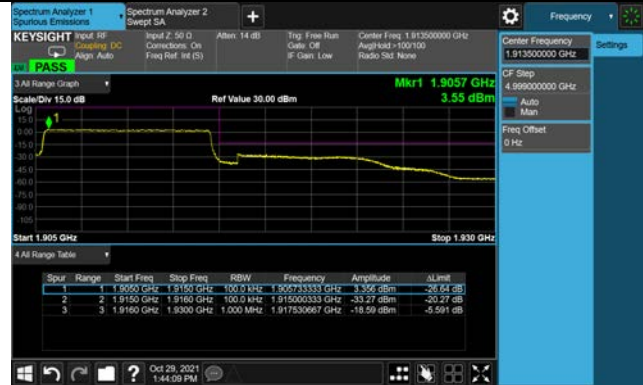 Spectrum Analyzer 1
Spurious Emissions
Spectrum Analyzer 2
Swept SA
+
Frequency
KEYSIGHT
Input: RF
Coupling: DC
Align: Auto
Input Z: 50 Ω
Corrections: On
Freq Ref: Int (S)
Atten: 14 dB
Trig: Free Run
Gate: Off
IF Gain: Low
Center Freq: 1.913500000 GHz
Avg|Hold:>100/100
Radio Std: None
PASS
Center Frequency
1.913500000 GHz
Settings
CF Step
4.999000000 GHz
Auto
Man
Freq Offset
0 Hz
3 All Range Graph
Mkr1 1.9057 GHz
3.55 dBm
Scale/Div 15.0 dB
Ref Value 30.00 dBm
Log
15.0
0.00
-15.0
-30.0
-45.0
-60.0
-75.0
-90.0
-105
1
Start 1.905 GHz
Stop 1.930 GHz
4 All Range Table
Spur Range Start Freq Stop Freq RBW Frequency Amplitude ΔLimit
1 1 1.9050 GHz 1.9150 GHz 100.0 kHz 1.905733333 GHz 3.356 dBm -26.64 dB
2 2 1.9150 GHz 1.9160 GHz 100.0 kHz 1.915000333 GHz -33.27 dBm -20.27 dB
3 3 1.9160 GHz 1.9300 GHz 1.000 MHz 1.917530667 GHz -18.59 dBm -5.591 dB
?
Oct 29, 2021
1:44:09 PM